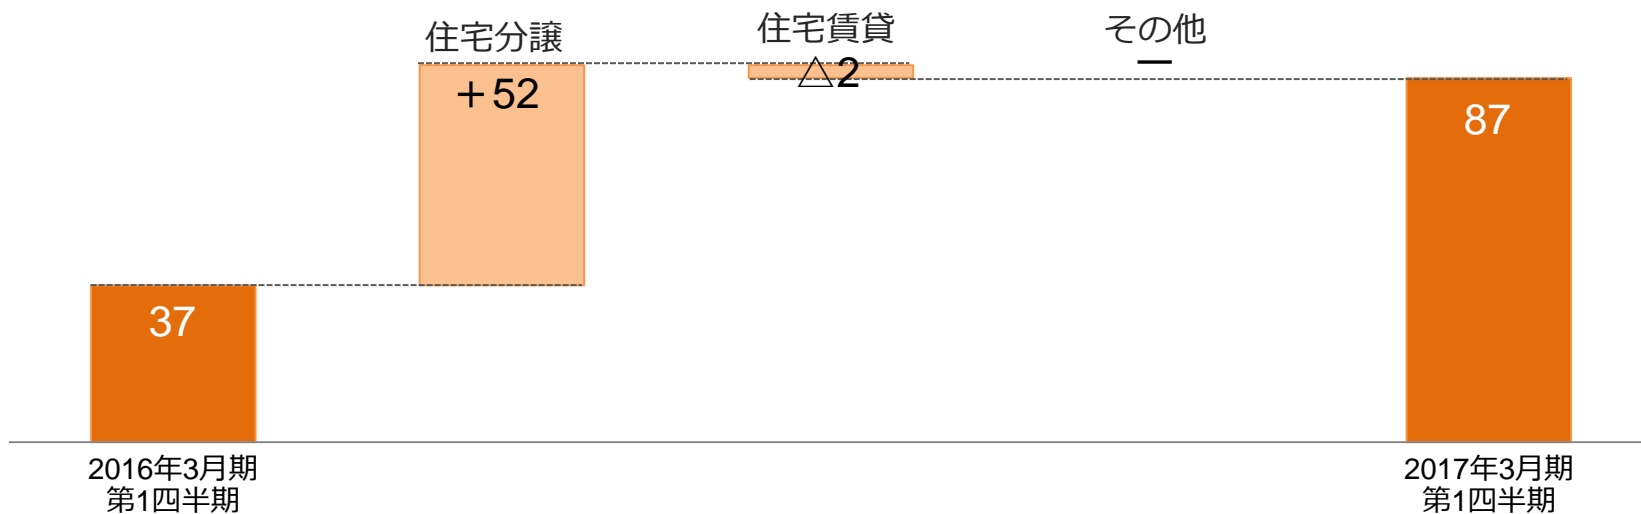 住宅分譲
住宅賃貸
その他
＋52
△2
―
87
37
2016年3月期
第1四半期
2017年3月期
第1四半期